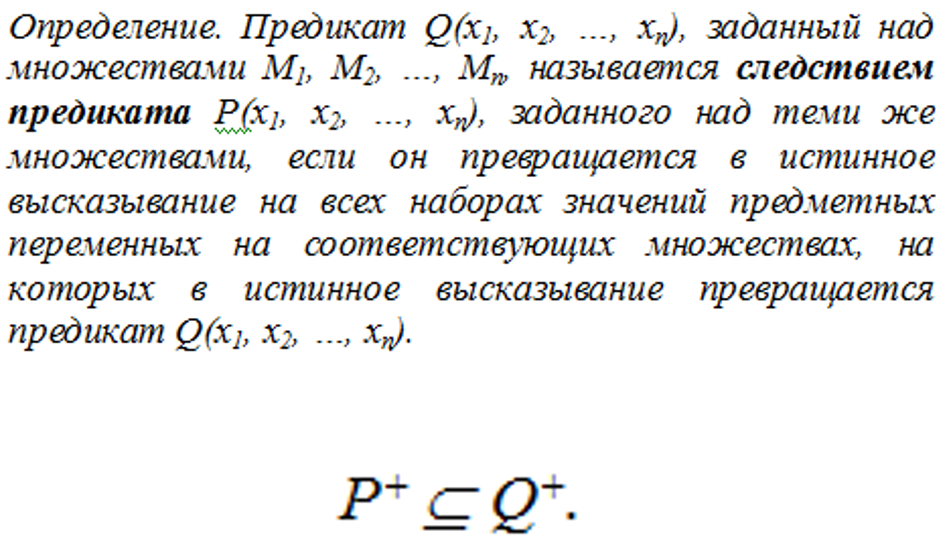 Определение. Предикат Q(x₁, x₂, ..., xₙ), заданный над
множествами M₁, M₂, ..., Mₙ, называется следствием
предиката P(x₁, x₂, ..., xₙ), заданного над теми же
множествами, если он превращается в истинное
высказывание на всех наборах значений предметных
переменных на соответствующих множествах, на
которых в истинное высказывание превращается
предикат Q(x₁, x₂, ..., xₙ).
P⁺ ⊆ Q⁺.